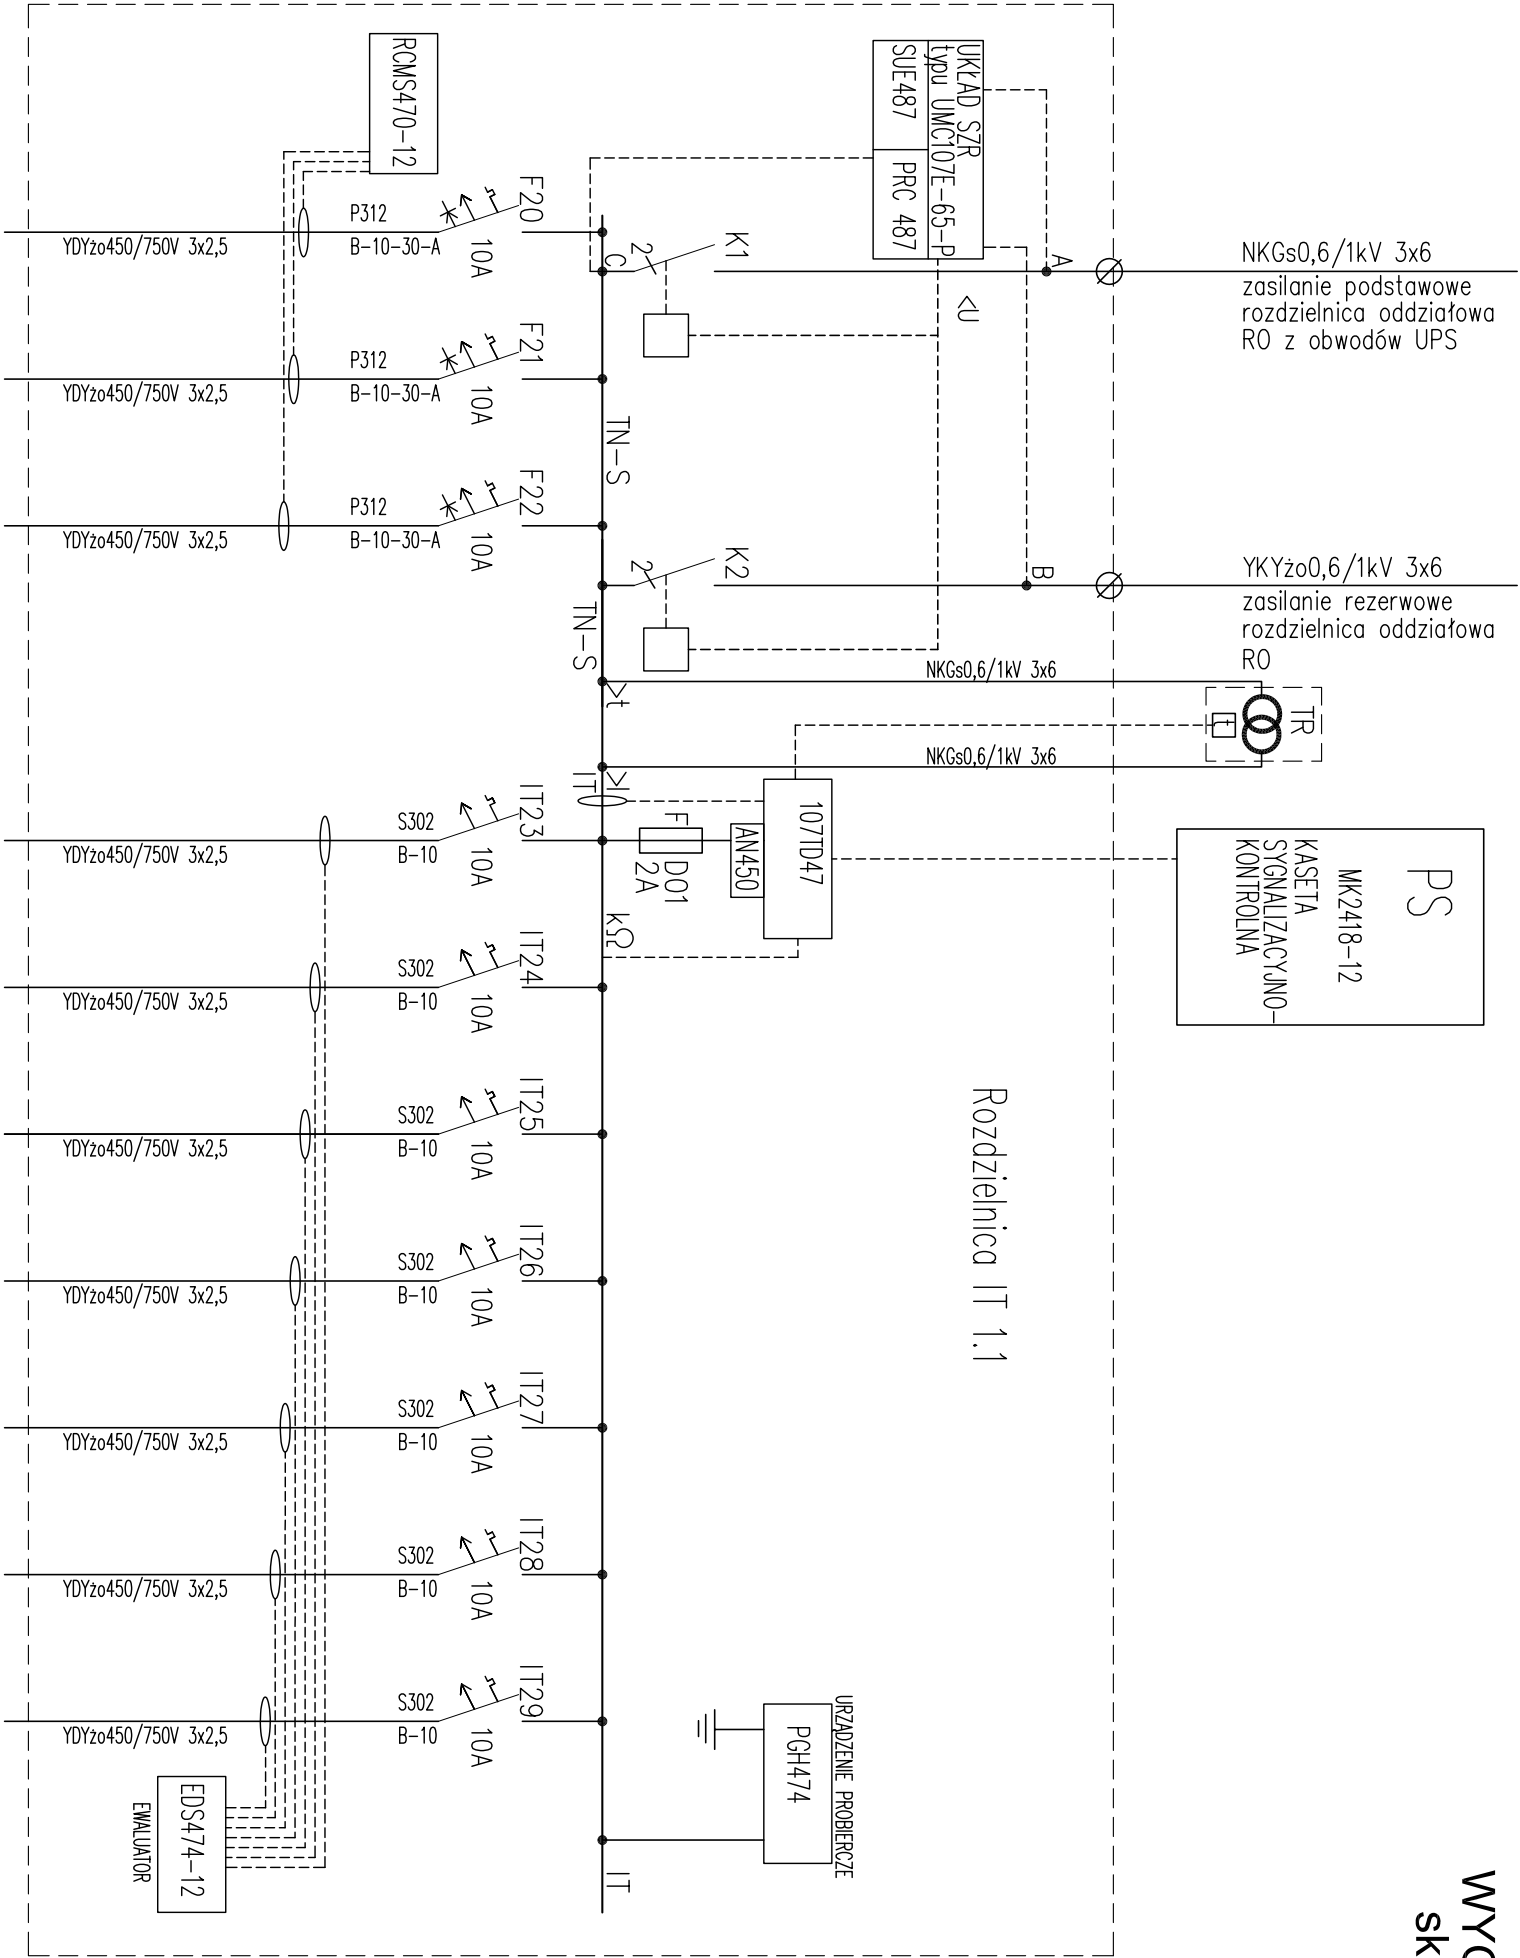 NKGs0,6/1kV 3x6
zasilanie podstawowe
rozdzielnica oddziałowa
RO z obwodów UPS
YKYżo0,6/1kV 3x6
zasilanie rezerwowe
rozdzielnica oddziałowa
RO
UKŁAD SZR
typu UMC107E-65-P
SUE487
PRC 487
RCMS470-12
A
B
C
<U
K1
2
K2
2
TN-S
TN-S
NKGs0,6/1kV 3x6
NKGs0,6/1kV 3x6
TR
t
>t
>I
IT
107TD47
AN450
F
D01
2A
kΩ
PS
MK2418-12
KASETA
SYGNALIZACYJNO-
KONTROLNA
Rozdzielnica IT 1.1
F20
10A
P312
B-10-30-A
YDYżo450/750V 3x2,5
F21
10A
P312
B-10-30-A
YDYżo450/750V 3x2,5
F22
10A
P312
B-10-30-A
YDYżo450/750V 3x2,5
IT23
10A
S302
B-10
YDYżo450/750V 3x2,5
IT24
10A
S302
B-10
YDYżo450/750V 3x2,5
IT25
10A
S302
B-10
YDYżo450/750V 3x2,5
IT26
10A
S302
B-10
YDYżo450/750V 3x2,5
IT27
10A
S302
B-10
YDYżo450/750V 3x2,5
IT28
10A
S302
B-10
YDYżo450/750V 3x2,5
IT29
10A
S302
B-10
YDYżo450/750V 3x2,5
URZĄDZENIE PROBIERCZE
PGH474
IT
EDS474-12
EWALUATOR
sk